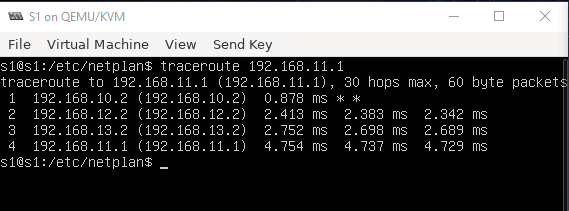 S1 on QEMU/KVM
File Virtual Machine View Send Key
s1@s1:/etc/netplan$ traceroute 192.168.11.1
traceroute to 192.168.11.1 (192.168.11.1), 30 hops max, 60 byte packets
1 192.168.10.2 (192.168.10.2) 0.878 ms * *
2 192.168.12.2 (192.168.12.2) 2.413 ms 2.383 ms 2.342 ms
3 192.168.13.2 (192.168.13.2) 2.752 ms 2.698 ms 2.689 ms
4 192.168.11.1 (192.168.11.1) 4.754 ms 4.737 ms 4.729 ms
s1@s1:/etc/netplan$ _